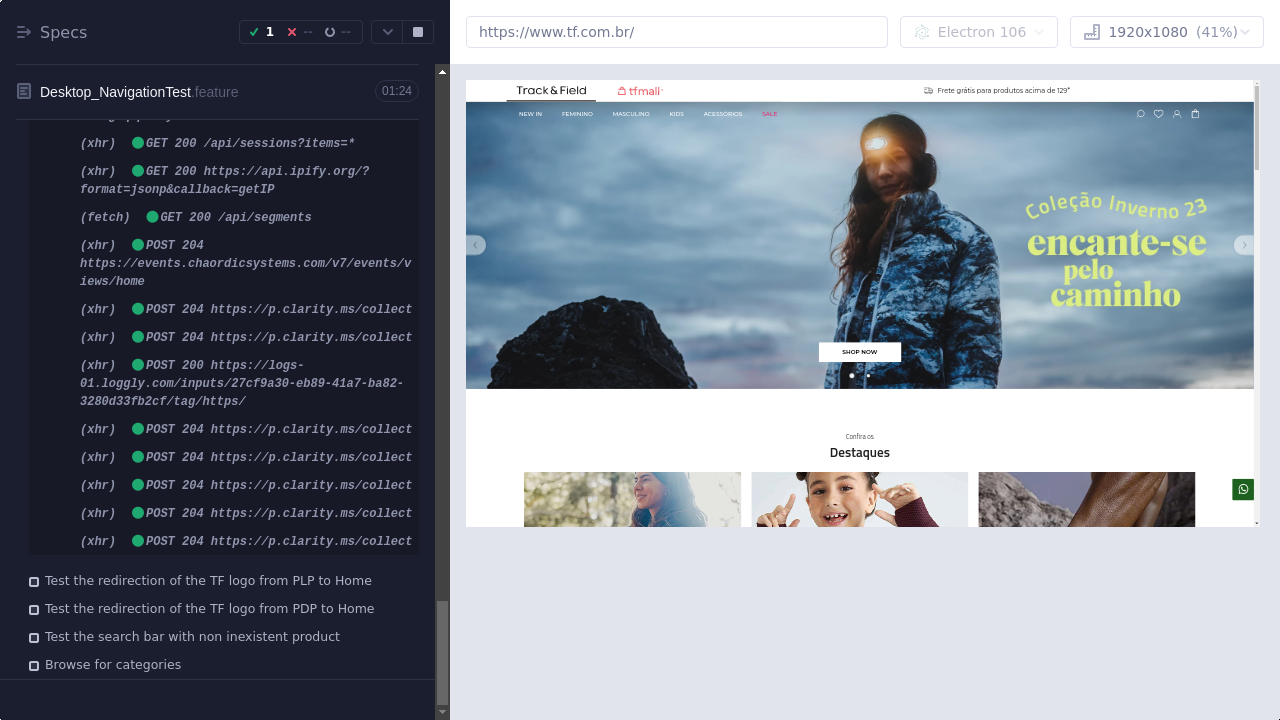 Specs
1
--
--
https://www.tf.com.br/
Electron 106
1920x1080 (41%)
Desktop_NavigationTest.feature
01:24
(xhr) GET 200 /api/sessions?items=*
(xhr) GET 200 https://api.ipify.org/?
format=jsonp&callback=getIP
(fetch) GET 200 /api/segments
(xhr) POST 204
https://events.chaordicsystems.com/v7/events/v
iews/home
(xhr) POST 204 https://p.clarity.ms/collect
(xhr) POST 204 https://p.clarity.ms/collect
(xhr) POST 200 https://logs-
01.loggly.com/inputs/27cf9a30-eb89-41a7-ba82-
3280d33fb2cf/tag/https/
(xhr) POST 204 https://p.clarity.ms/collect
(xhr) POST 204 https://p.clarity.ms/collect
(xhr) POST 204 https://p.clarity.ms/collect
(xhr) POST 204 https://p.clarity.ms/collect
(xhr) POST 204 https://p.clarity.ms/collect
Test the redirection of the TF logo from PLP to Home
Test the redirection of the TF logo from PDP to Home
Test the search bar with non inexistent product
Browse for categories
Track&Field
tfmall
Frete grátis para produtos acima de 129*
NEW IN FEMININO MASCULINO KIDS ACESSÓRIOS SALE
Coleção Inverno 23
encante-se
pelo
caminho
SHOP NOW
Confira os
Destaques